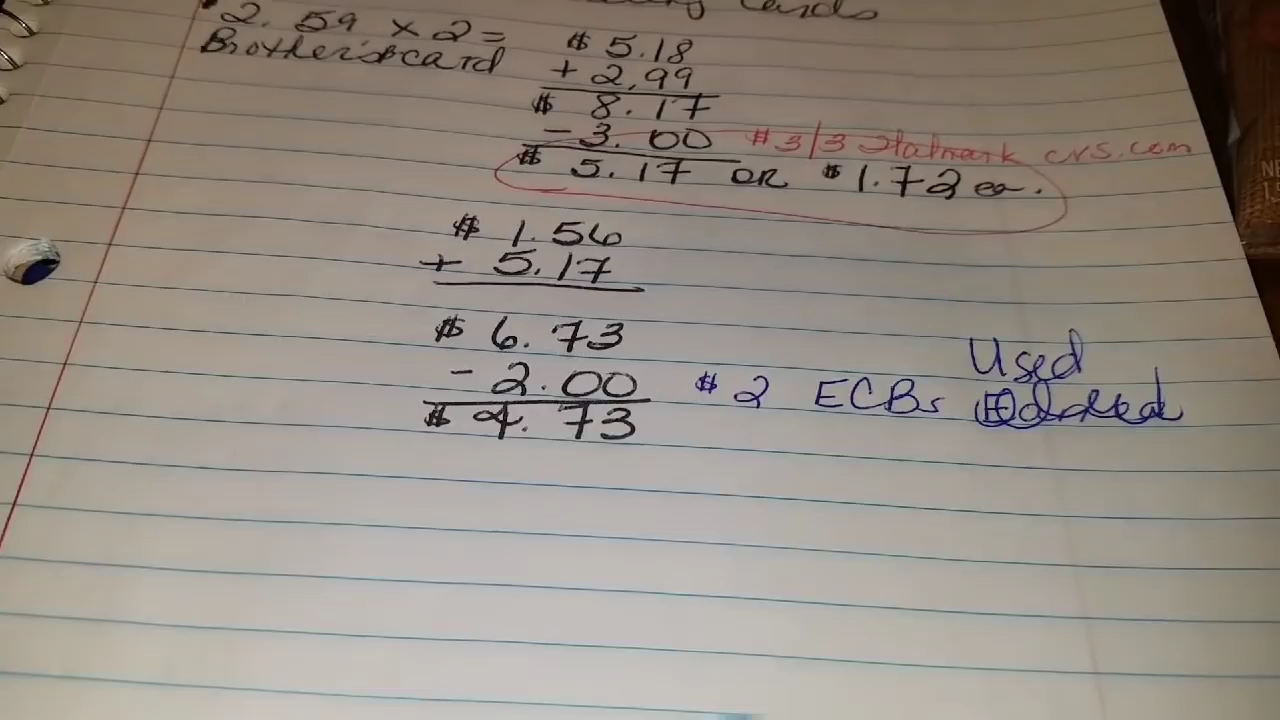 Cards
2.59 x 2 = $5.18
Brother's card + 2.99
$ 8.17
- 3.00 $3/3 cvs.com
$ 5.17 OR $1.72 ea.
$ 1.56
+ 5.17
$ 6.73
Used
- 2.00 $2 ECBs
$ 4.73